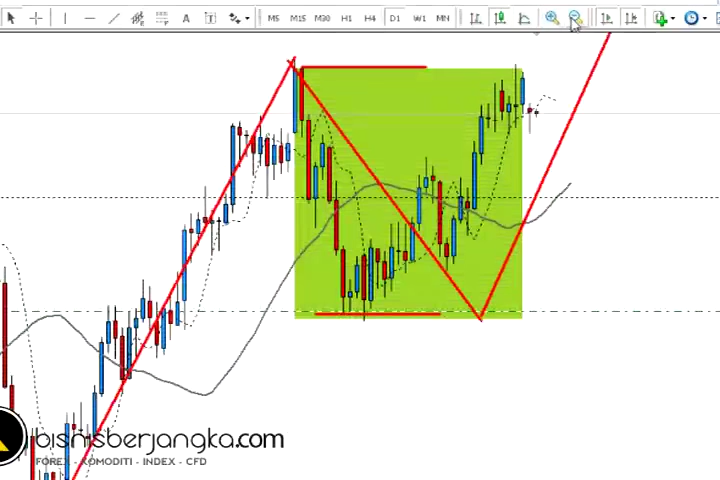 A T
M5 M15 M30 H1 H4 D1 W1 MN
bisnisberjangka.com
FOREX - KOMODITI - INDEX - CFD